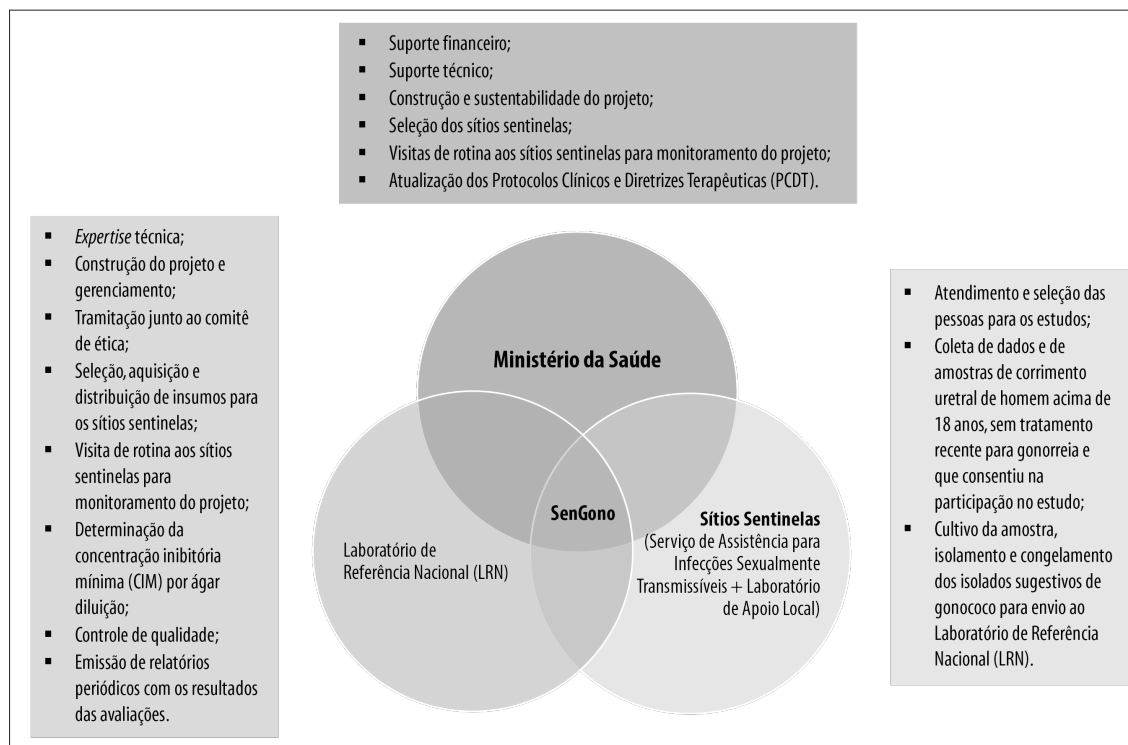 ▪ Suporte financeiro;
▪ Suporte técnico;
▪ Construção e sustentabilidade do projeto;
▪ Seleção dos sítios sentinelas;
▪ Visitas de rotina aos sítios sentinelas para monitoramento do projeto;
▪ Atualização dos Protocolos Clínicos e Diretrizes Terapêuticas (PCDT).
▪ Expertise técnica;
▪ Construção do projeto e
gerenciamento;
▪ Tramitação junto ao comitê
de ética;
▪ Seleção, aquisição e
distribuição de insumos para
os sítios sentinelas;
▪ Visita de rotina aos sítios
sentinelas para
monitoramento do projeto;
▪ Determinação da
concentração inibitória
mínima (CIM) por ágar
diluição;
▪ Controle de qualidade;
▪ Emissão de relatórios
periódicos com os resultados
das avaliações.
Ministério da Saúde
SenGono
Laboratório de
Referência Nacional (LRN)
Sítios Sentinelas
(Serviço de Assistência para
Infecções Sexualmente
Transmissíveis + Laboratório
de Apoio Local)
▪ Atendimento e seleção das
pessoas para os estudos;
▪ Coleta de dados e de
amostras de corrimento
uretral de homem acima de
18 anos, sem tratamento
recente para gonorreia e
que consentiu na
participação no estudo;
▪ Cultivo da amostra,
isolamento e congelamento
dos isolados sugestivos de
gonococo para envio ao
Laboratório de Referência
Nacional (LRN).